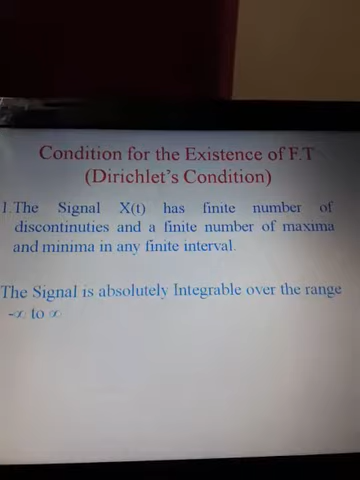 Condition for the Existence of F.T
(Dirichlet's Condition)
1.The Signal X(t) has finite number of
discontinuties and a finite number of maxima
and minima in any finite interval.
The Signal is absolutely Integrable over the range
-∝ to ∝